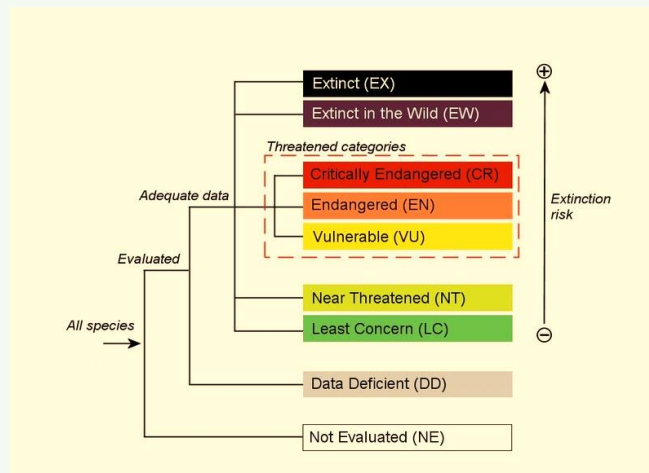 Extinct (EX)
Extinct in the Wild (EW)
Threatened categories
Critically Endangered (CR)
Adequate data
Endangered (EN)
Extinction
risk
Vulnerable (VU)
Evaluated
Near Threatened (NT)
All species
Least Concern (LC)
Data Deficient (DD)
Not Evaluated (NE)